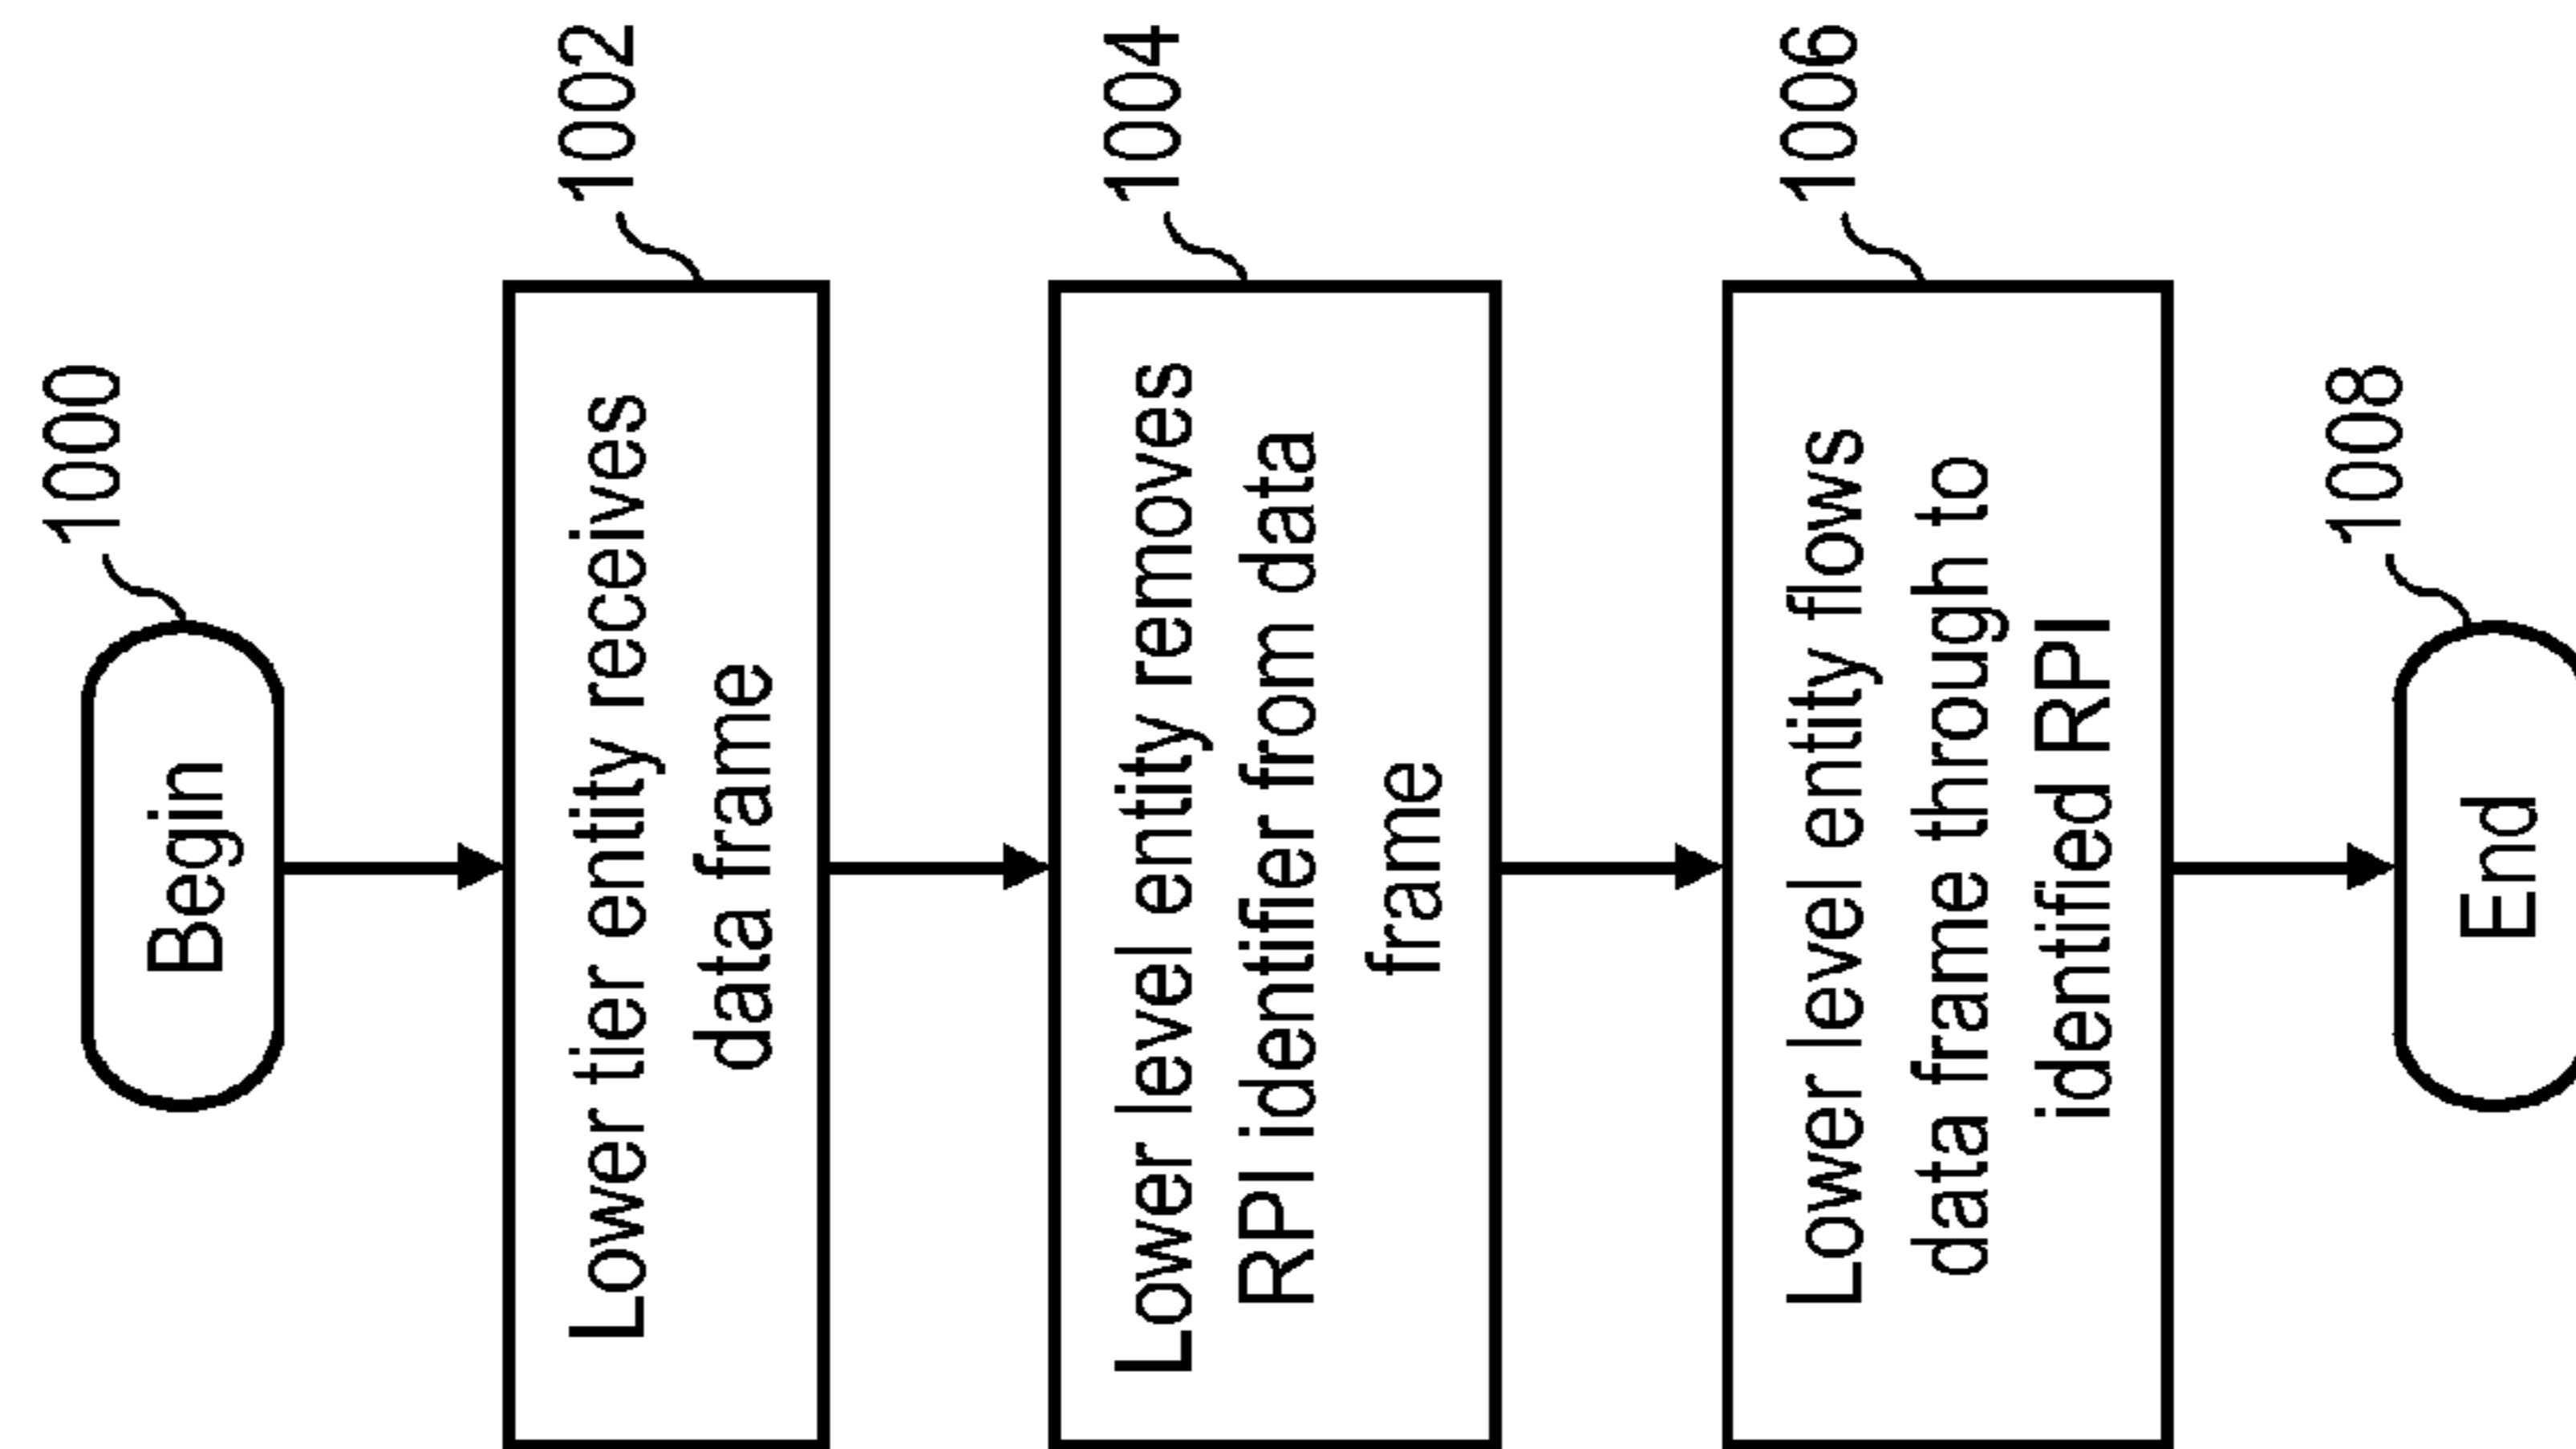 1000
Begin
1002
Lower tier entity receives
data frame
1004
Lower level entity removes
RPI identifier from data
frame
1006
Lower level entity flows
data frame through to
identified RPI
1008
End